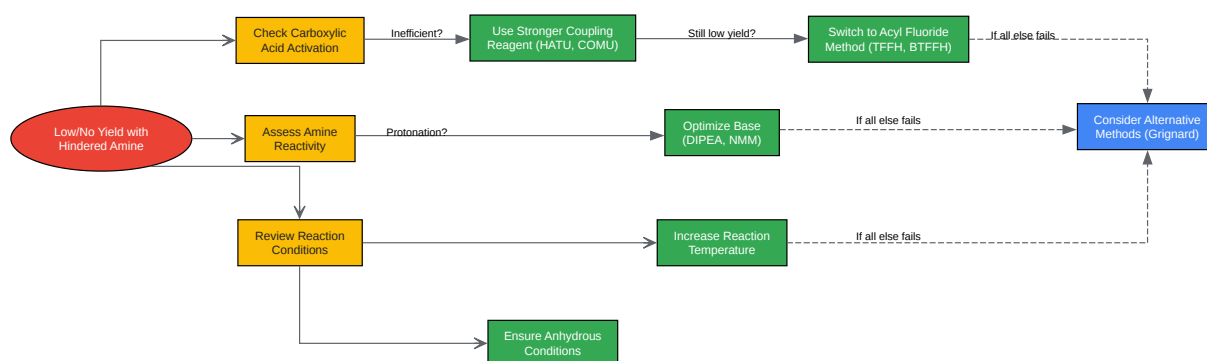 Check Carboxylic
Acid Activation
Inefficient?
Use Stronger Coupling
Reagent (HATU, COMU)
Still low yield?
Switch to Acyl Fluoride
Method (TFFH, BTFFH)
If all else fails
Low/No Yield with
Hindered Amine
Assess Amine
Reactivity
Protonation?
Optimize Base
(DIPEA, NMM)
If all else fails
Consider Alternative
Methods (Grignard)
Review Reaction
Conditions
Increase Reaction
Temperature
If all else fails
Ensure Anhydrous
Conditions